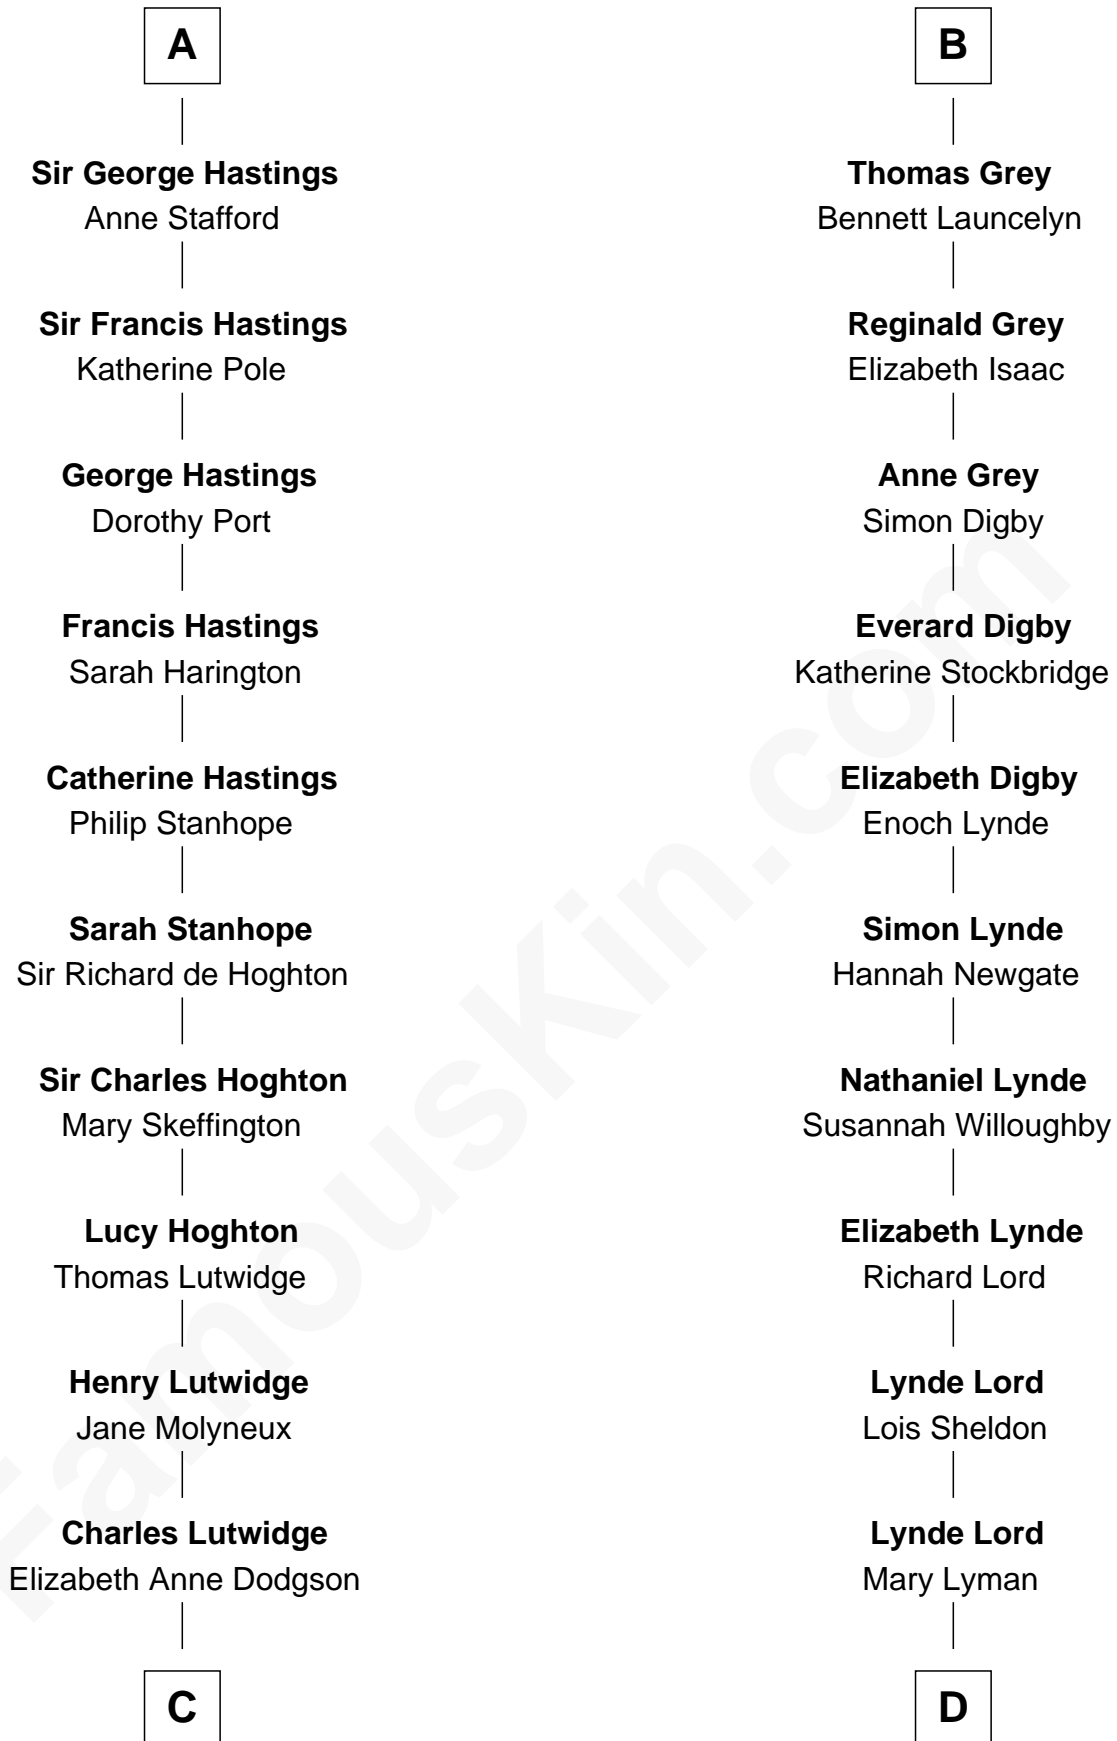 A
Sir George Hastings
Anne Stafford
Sir Francis Hastings
Katherine Pole
George Hastings
Dorothy Port
Francis Hastings
Sarah Harington
Catherine Hastings
Philip Stanhope
Sarah Stanhope
Sir Richard de Hoghton
Sir Charles Hoghton
Mary Skeffington
Lucy Hoghton
Thomas Lutwidge
Henry Lutwidge
Jane Molyneux
Charles Lutwidge
Elizabeth Anne Dodgson
C
B
Thomas Grey
Bennett Launcelyn
Reginald Grey
Elizabeth Isaac
Anne Grey
Simon Digby
Everard Digby
Katherine Stockbridge
Elizabeth Digby
Enoch Lynde
Simon Lynde
Hannah Newgate
Nathaniel Lynde
Susannah Willoughby
Elizabeth Lynde
Richard Lord
Lynde Lord
Lois Sheldon
Lynde Lord
Mary Lyman
D
FamousKin.com